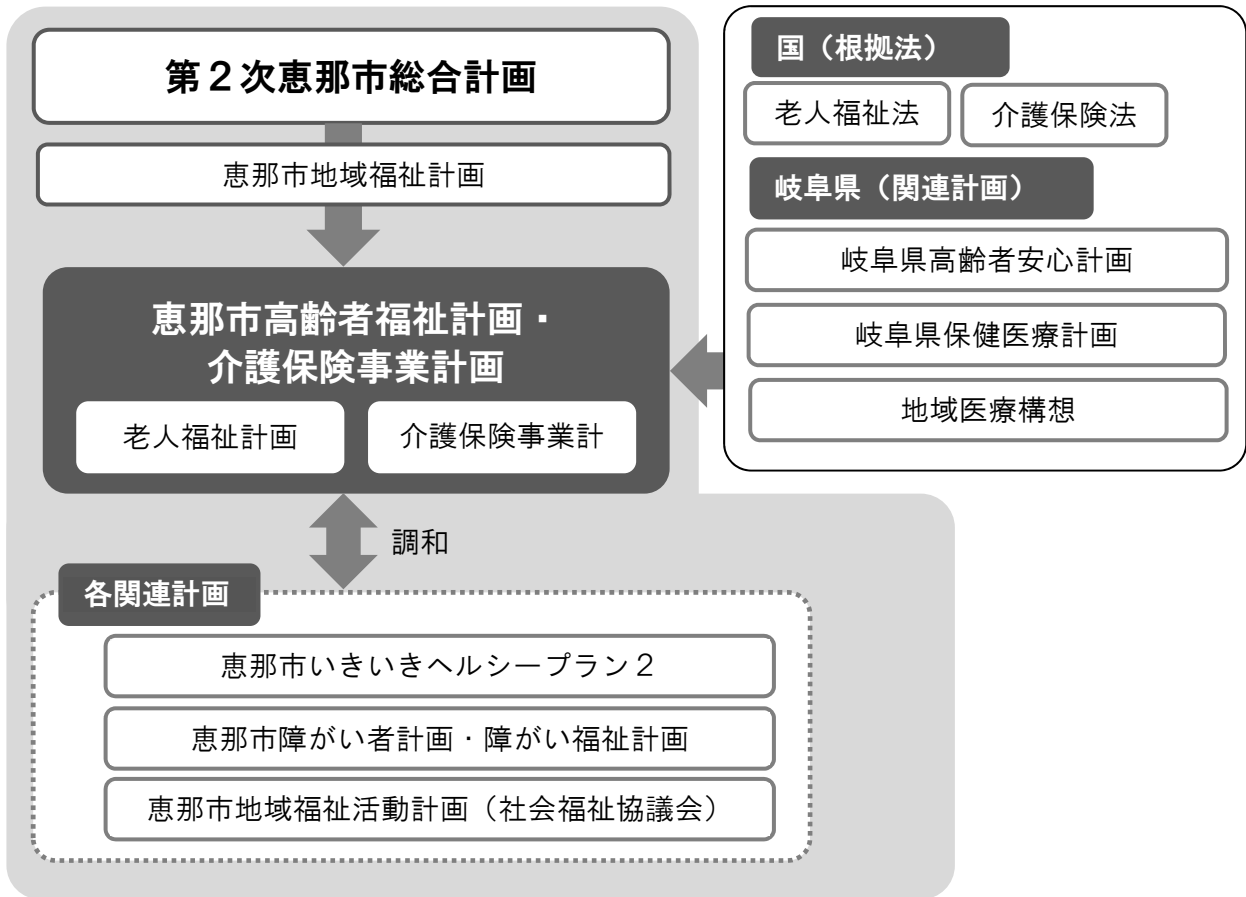 第２次恵那市総合計画
恵那市地域福祉計画
恵那市高齢者福祉計画・
介護保険事業計画
老人福祉計画
介護保険事業計
調和
各関連計画
恵那市いきいきヘルシープラン２
恵那市障がい者計画・障がい福祉計画
恵那市地域福祉活動計画（社会福祉協議会）
国（根拠法）
老人福祉法
介護保険法
岐阜県（関連計画）
岐阜県高齢者安心計画
岐阜県保健医療計画
地域医療構想